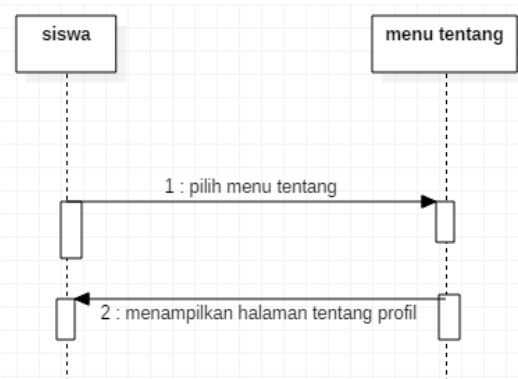 siswa
menu tentang
1 : pilih menu tentang
2 : menampilkan halaman tentang profil